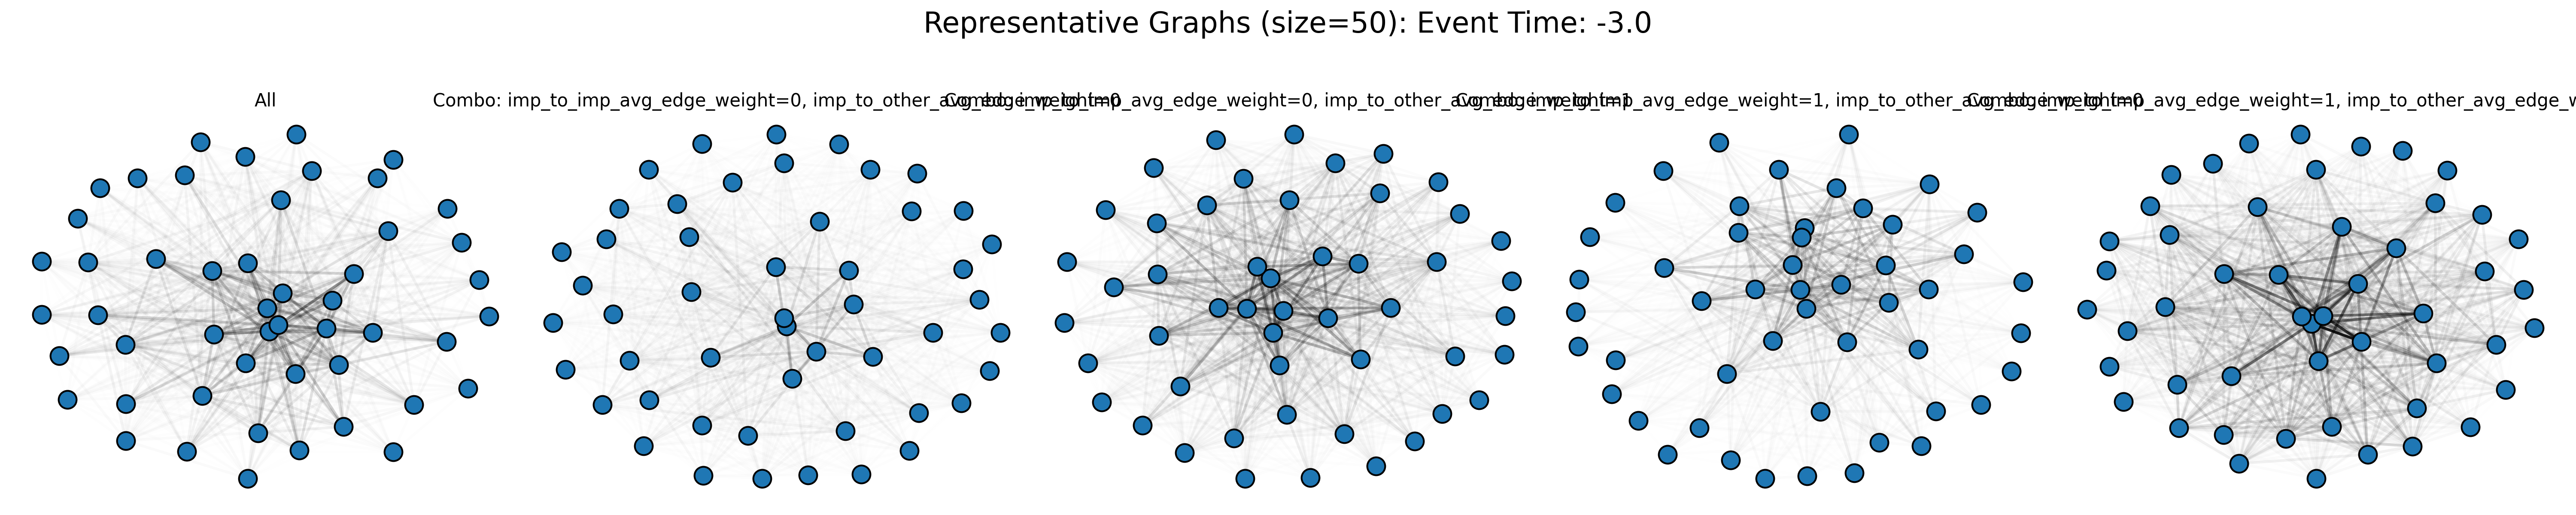 Representative Graphs (size=50): Event Time: -3.0
All
Combo: imp_to_imp_avg_edge_weight=0, imp_to_other_avg_edge_weight=0
Combo: imp_to_imp_avg_edge_weight=0, imp_to_other_avg_edge_weight=1
Combo: imp_to_imp_avg_edge_weight=1, imp_to_other_avg_edge_weight=0
Combo: imp_to_imp_avg_edge_weight=1, imp_to_other_avg_edge_w